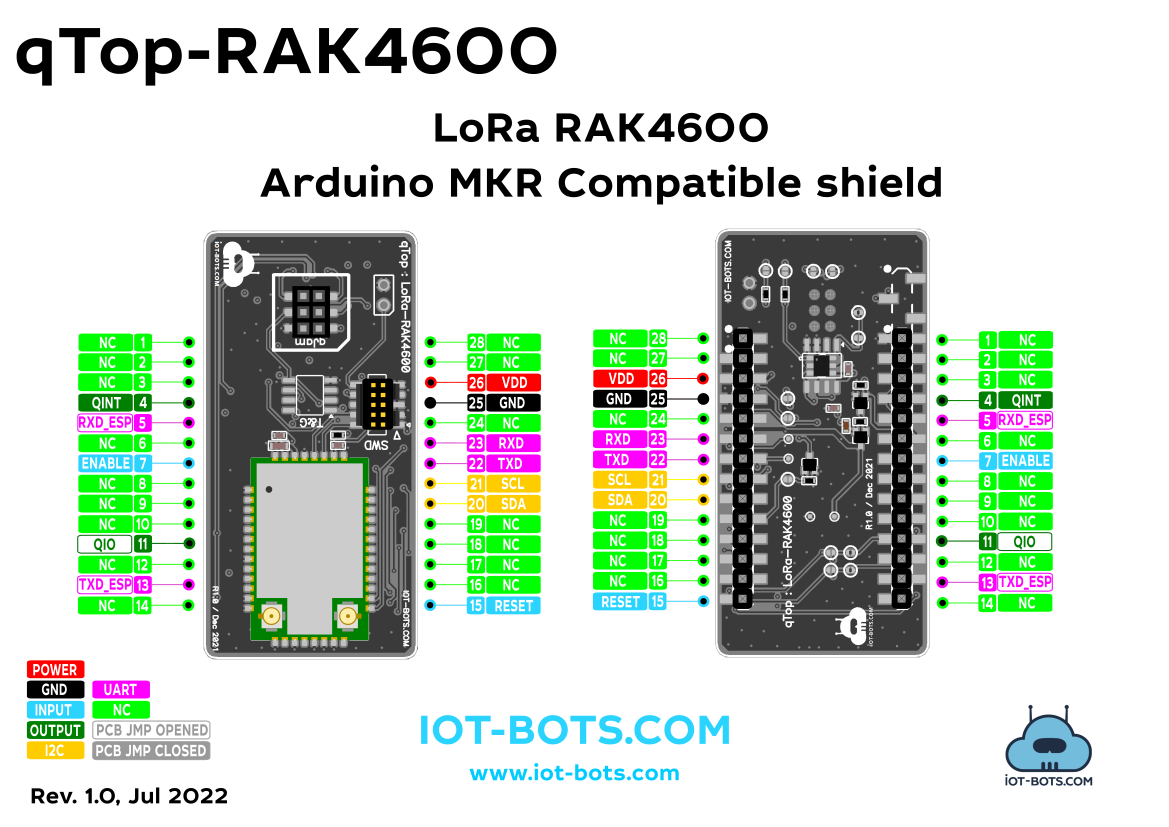 qTop-RAK4600
LoRa RAK4600
Arduino MKR Compatible shield
NC 1
NC 2
NC 3
QINT 4
RXD_ESP 5
NC 6
ENABLE 7
NC 8
NC 9
NC 10
QIO 11
NC 12
TXD_ESP 13
NC 14
iOT-BOTS.COM
qTop : LoRa-RAK4600
qJam
T&G
SWD
R1.0 / Dec 2021
IOT-BOTS.COM
28 NC
27 NC
26 VDD
25 GND
24 NC
23 RXD
22 TXD
21 SCL
20 SDA
19 NC
18 NC
17 NC
16 NC
15 RESET
NC 28
NC 27
VDD 26
GND 25
NC 24
RXD 23
TXD 22
SCL 21
SDA 20
NC 19
NC 18
NC 17
NC 16
RESET 15
IOT-BOTS.COM
R1.0 / Dec 2021
qTop : LoRa-RAK4600
iOT-BOTS.COM
1 NC
2 NC
3 NC
4 QINT
5 RXD_ESP
6 NC
7 ENABLE
8 NC
9 NC
10 NC
11 QIO
12 NC
13 TXD_ESP
14 NC
POWER
GND UART
INPUT NC
OUTPUT PCB JMP OPENED
I2C PCB JMP CLOSED
Rev. 1.0, Jul 2022
IOT-BOTS.COM
www.iot-bots.com
iOT-BOTS.COM